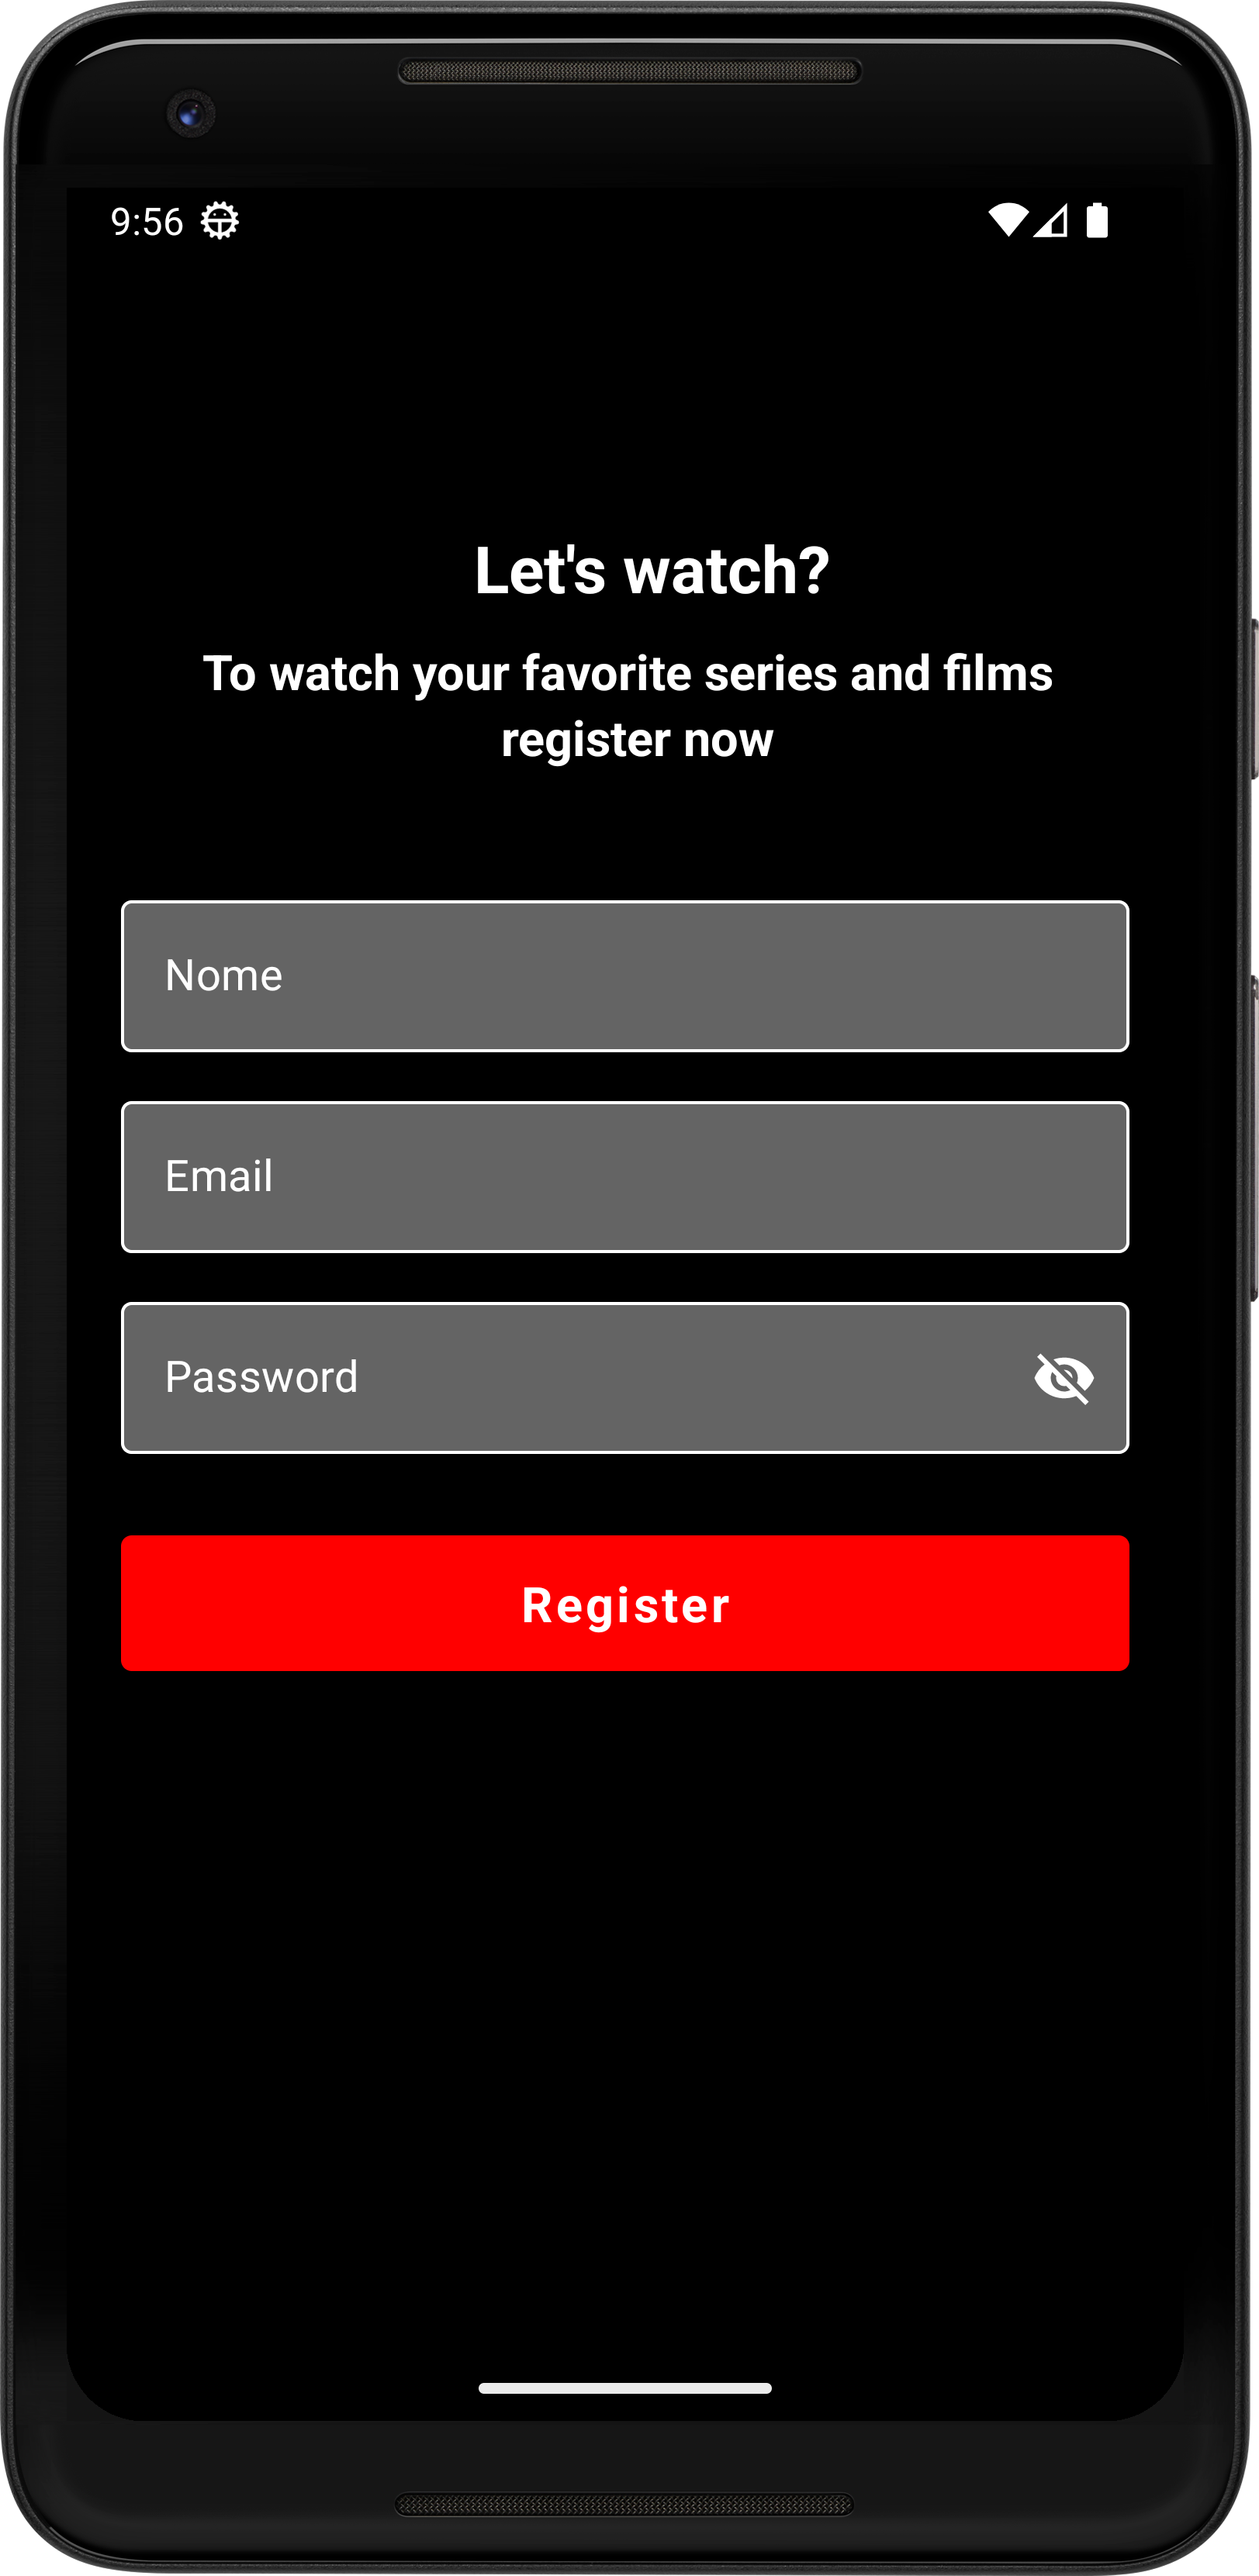 9:56
Let's watch?
To watch your favorite series and films
register now
Nome
Email
Password
Register